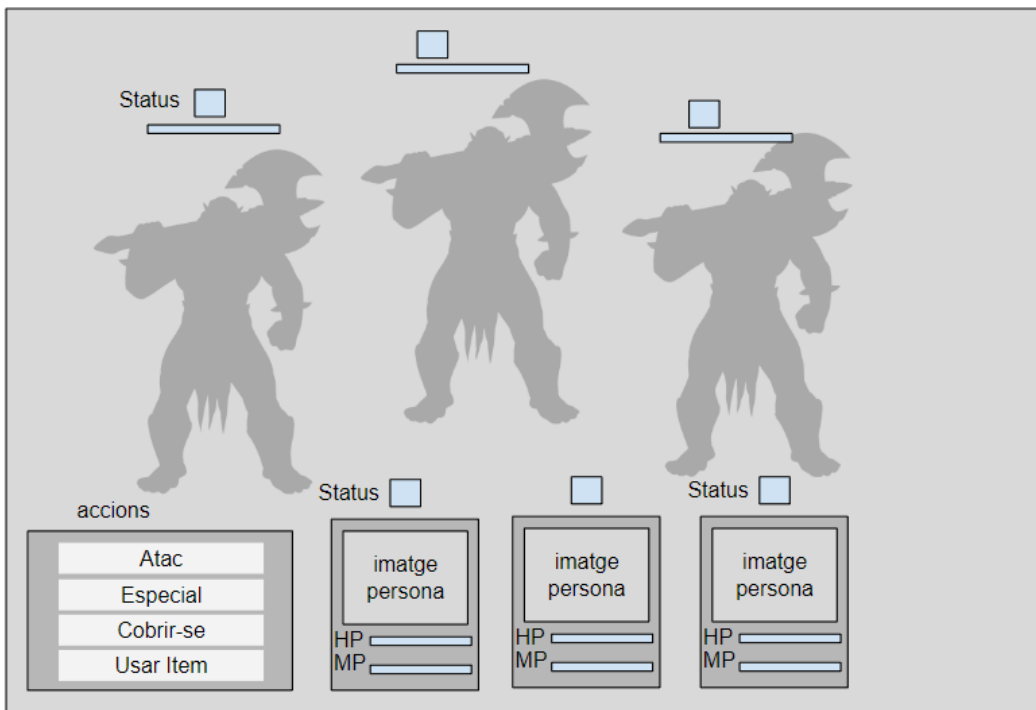 Status
Status
Status
accions
Atac
Especial
Cobrir-se
Usar Item
imatge
persona
HP
MP
imatge
persona
HP
MP
imatge
persona
HP
MP